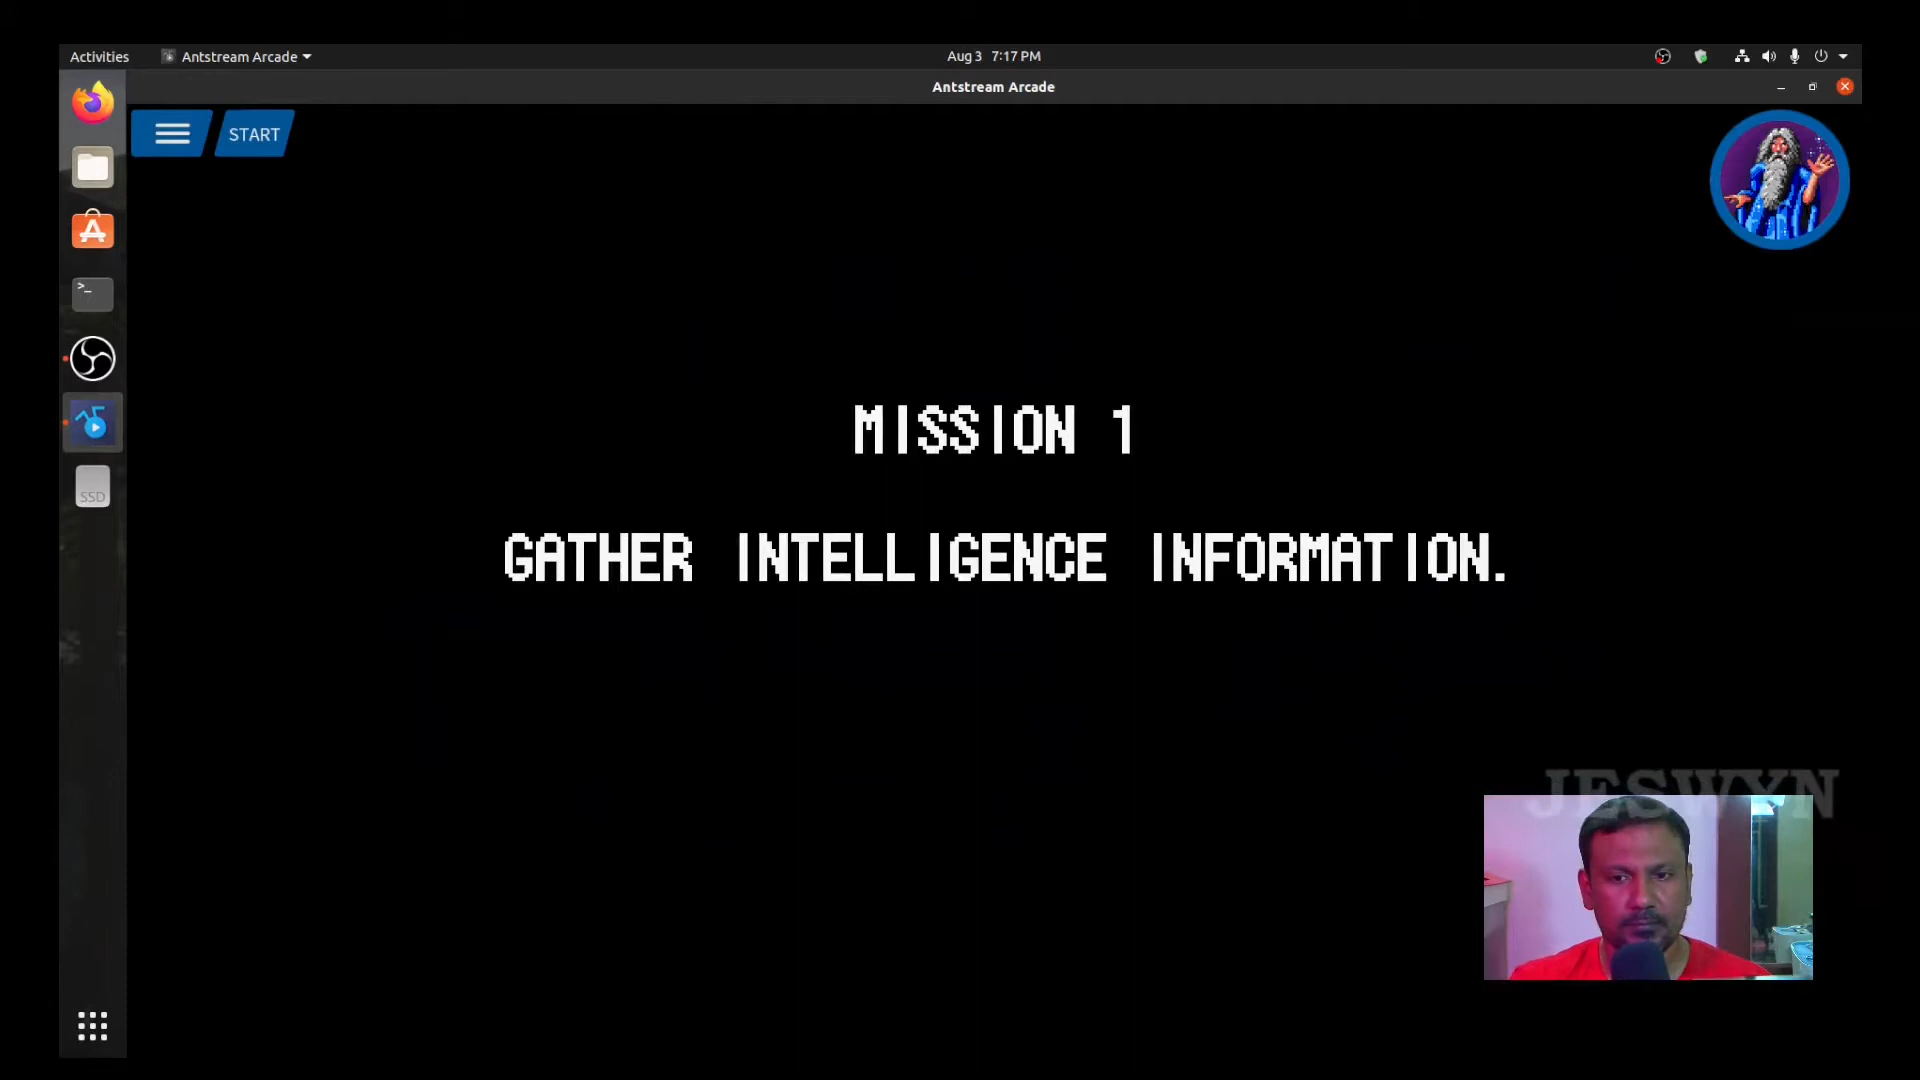 Activities
Antstream Arcade
Aug 3 7:17 PM
Antstream Arcade
START
>_
SSD
MISSION 1
GATHER INTELLIGENCE INFORMATION.
JESWYN